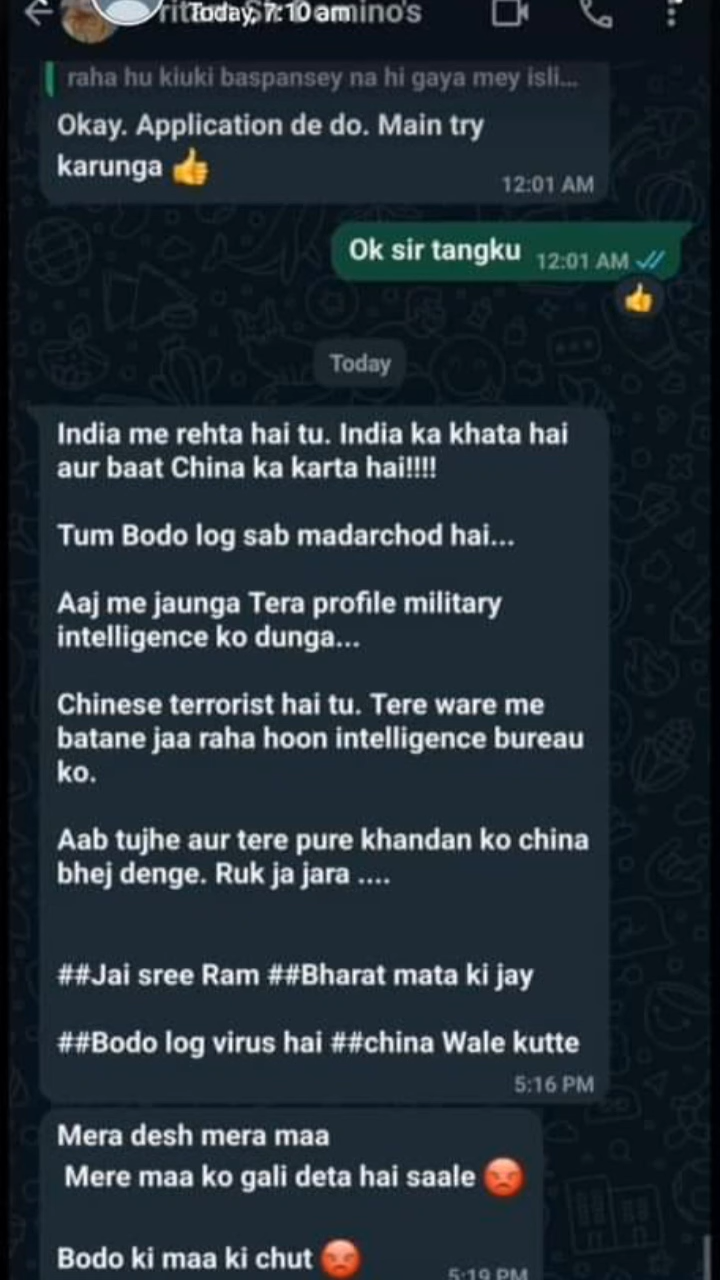 Today, 7:10 am
Domino's
raha hu kiuki baspansey na hi gaya mey isli...
Okay. Application de do. Main try
karunga 👍
12:01 AM
Ok sir tangku 12:01 AM
👍
Today
India me rehta hai tu. India ka khata hai
aur baat China ka karta hai!!!!
Tum Bodo log sab madarchod hai...
Aaj me jaunga Tera profile military
intelligence ko dunga...
Chinese terrorist hai tu. Tere ware me
batane jaa raha hoon intelligence bureau
ko.
Aab tujhe aur tere pure khandan ko china
bhej denge. Ruk ja jara ....
##Jai sree Ram ##Bharat mata ki jay
##Bodo log virus hai ##china Wale kutte
5:16 PM
Mera desh mera maa
Mere maa ko gali deta hai saale 😡
Bodo ki maa ki chut 😡
5:19 PM